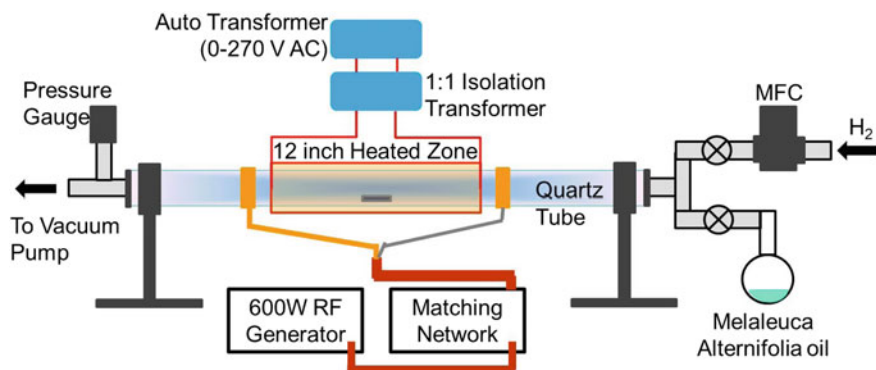 Auto Transformer
(0-270 V AC)
1:1 Isolation
Transformer
Pressure
Gauge
MFC
H2
12 inch Heated Zone
Quartz
Tube
To Vacuum
Pump
600W RF
Generator
Matching
Network
Melaleuca
Alternifolia oil